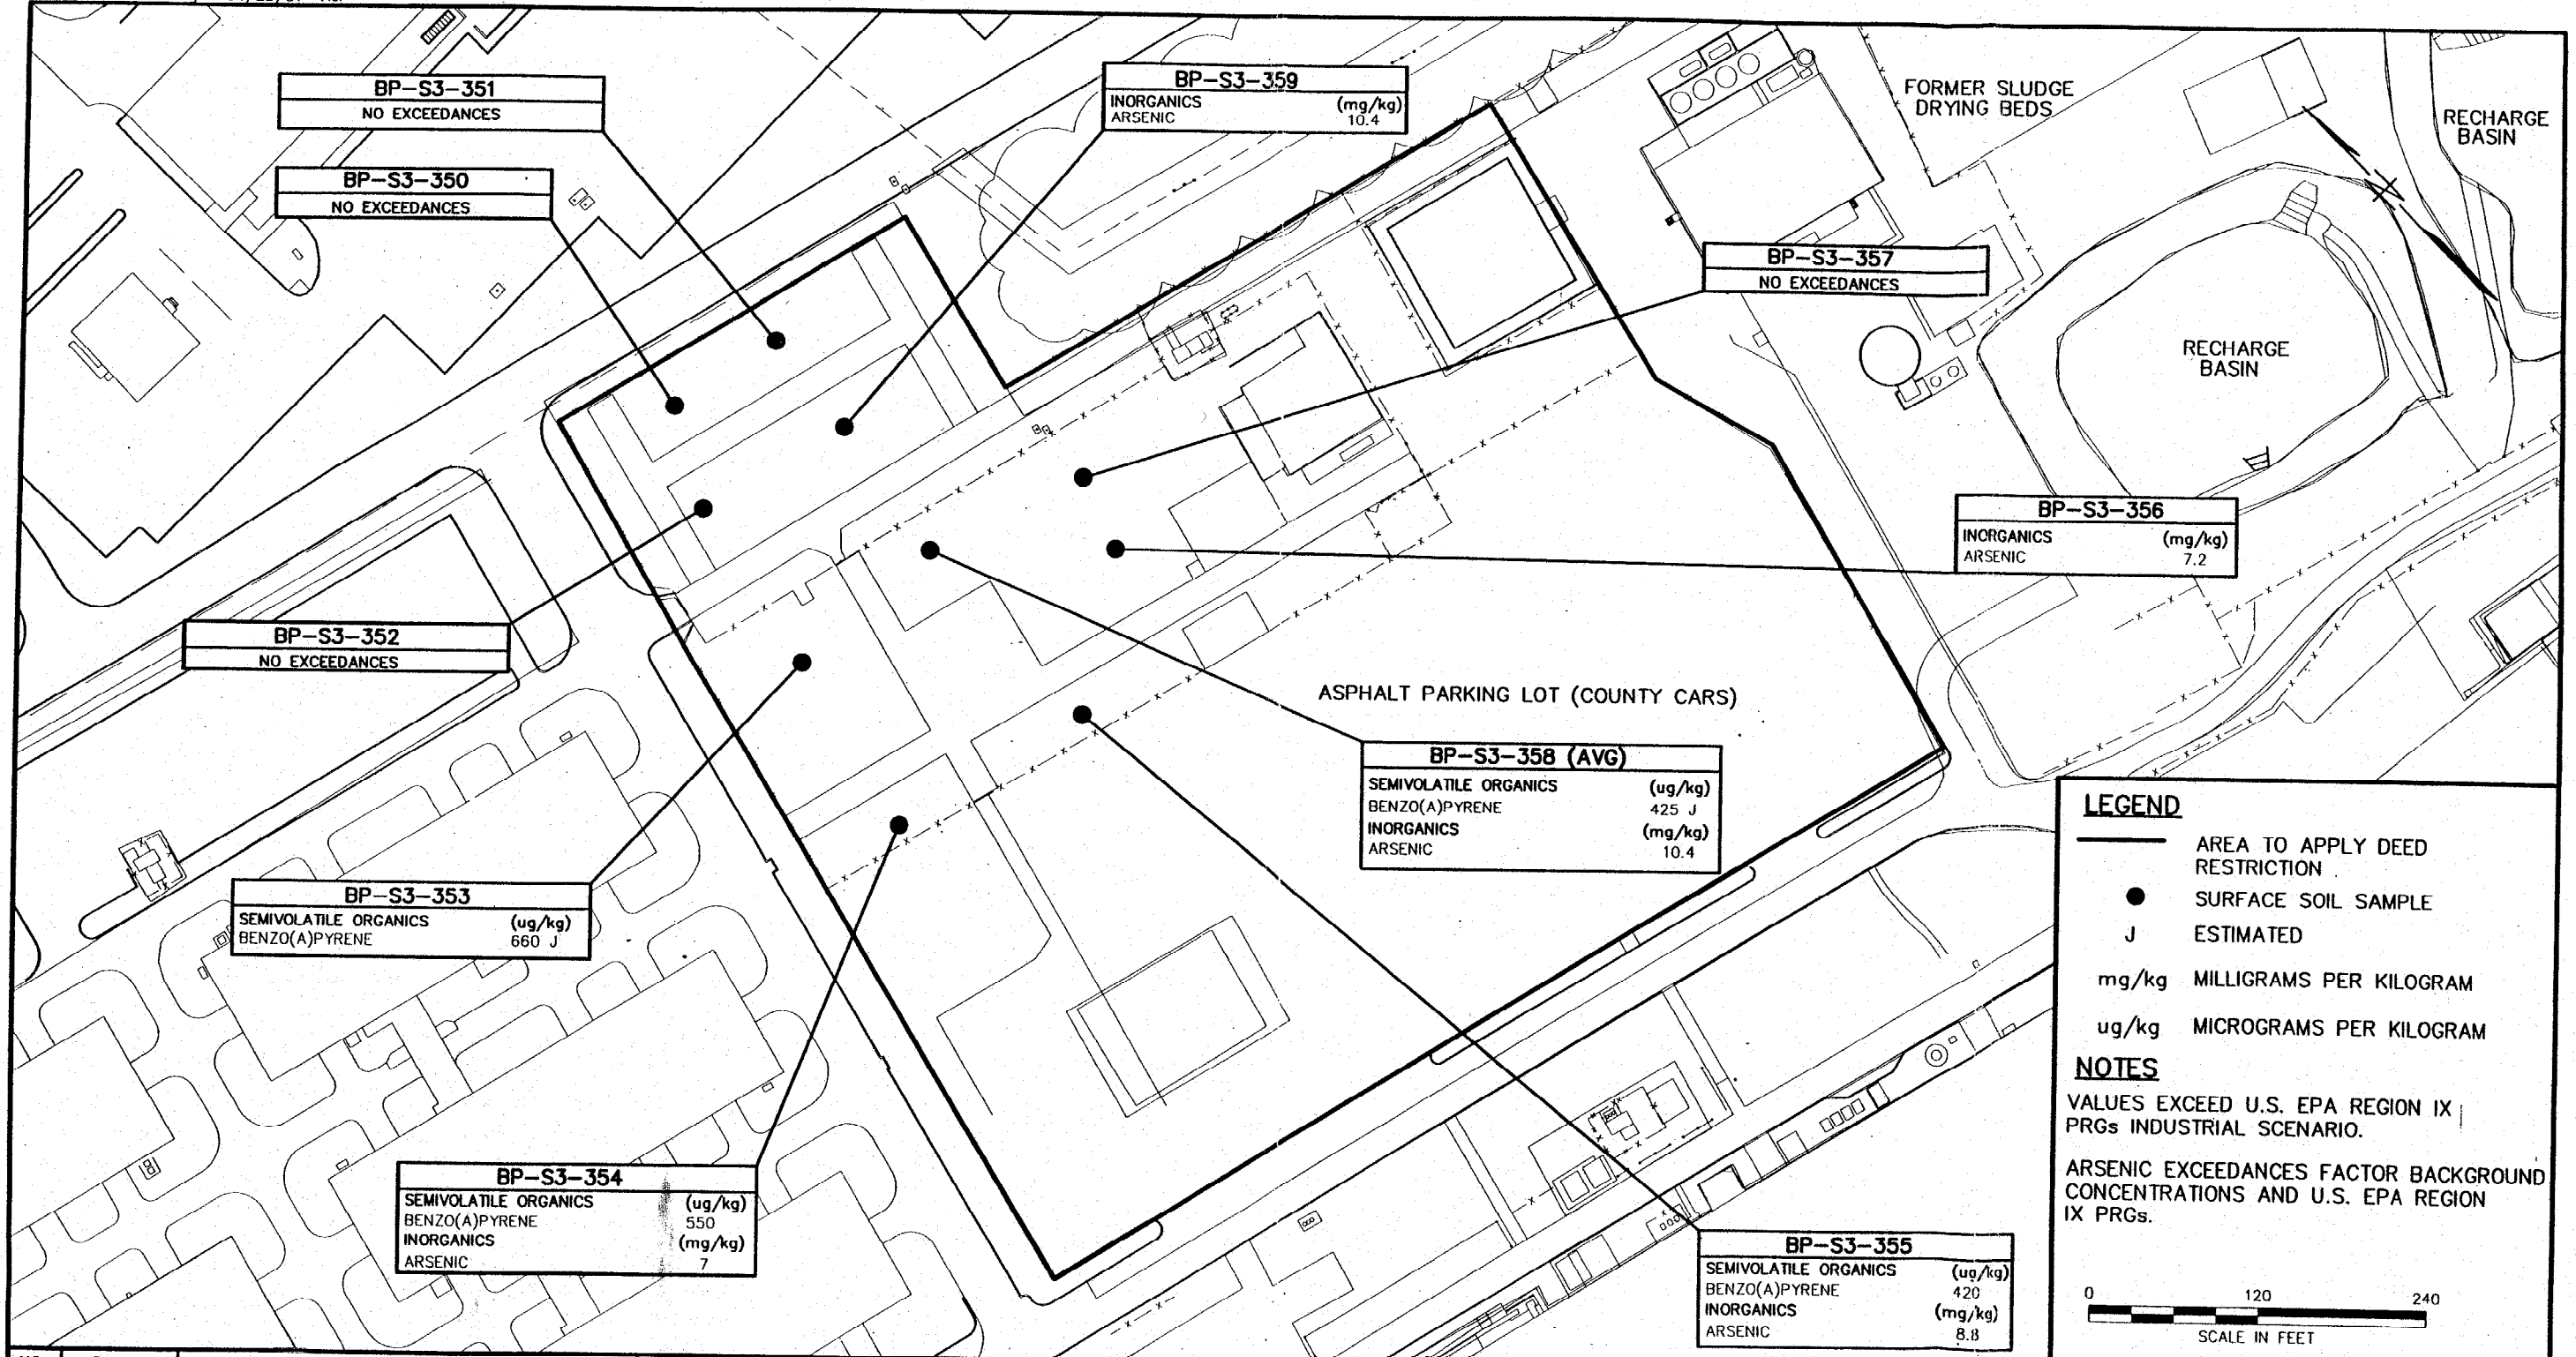 BP-S3-351
NO EXCEEDANCES
BP-S3-359
INORGANICS (mg/kg)
ARSENIC 10.4
FORMER SLUDGE
DRYING BEDS
RECHARGE
BASIN
BP-S3-350
NO EXCEEDANCES
BP-S3-357
NO EXCEEDANCES
RECHARGE
BASIN
BP-S3-356
INORGANICS (mg/kg)
ARSENIC 7.2
BP-S3-352
NO EXCEEDANCES
ASPHALT PARKING LOT (COUNTY CARS)
BP-S3-358 (AVG)
SEMIVOLATILE ORGANICS (ug/kg)
BENZO(A)PYRENE 425 J
INORGANICS (mg/kg)
ARSENIC 10.4
BP-S3-353
SEMIVOLATILE ORGANICS (ug/kg)
BENZO(A)PYRENE 660 J
BP-S3-354
SEMIVOLATILE ORGANICS (ug/kg)
BENZO(A)PYRENE 550
INORGANICS (mg/kg)
ARSENIC 7
BP-S3-355
SEMIVOLATILE ORGANICS (ug/kg)
BENZO(A)PYRENE 420
INORGANICS (mg/kg)
ARSENIC 8.8
LEGEND
AREA TO APPLY DEED
RESTRICTION
SURFACE SOIL SAMPLE
J ESTIMATED
mg/kg MILLIGRAMS PER KILOGRAM
ug/kg MICROGRAMS PER KILOGRAM
NOTES
VALUES EXCEED U.S. EPA REGION IX
PRGs INDUSTRIAL SCENARIO.
ARSENIC EXCEEDANCES FACTOR BACKGROUND
CONCENTRATIONS AND U.S. EPA REGION
IX PRGs.
0 120 240
SCALE IN FEET